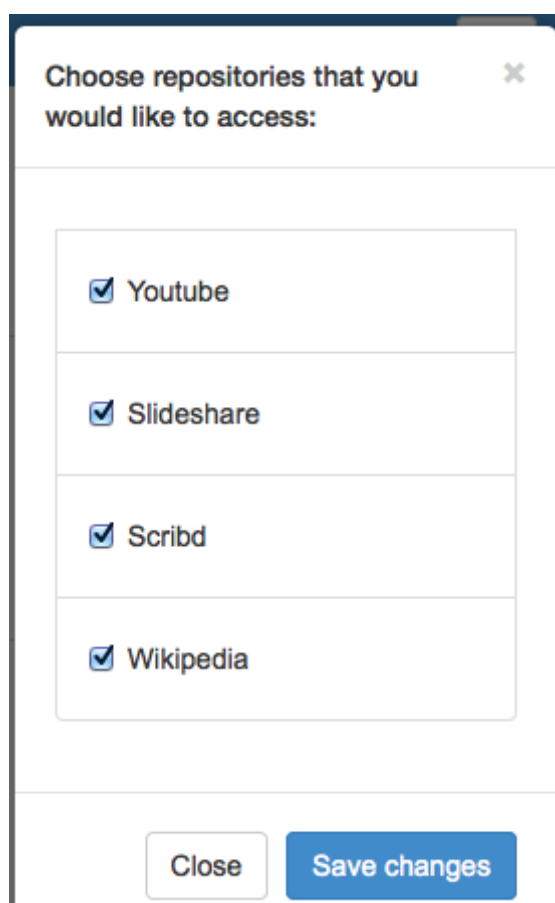 Choose repositories that you
would like to access:
Youtube
Slideshare
Scribd
Wikipedia
Close
Save changes